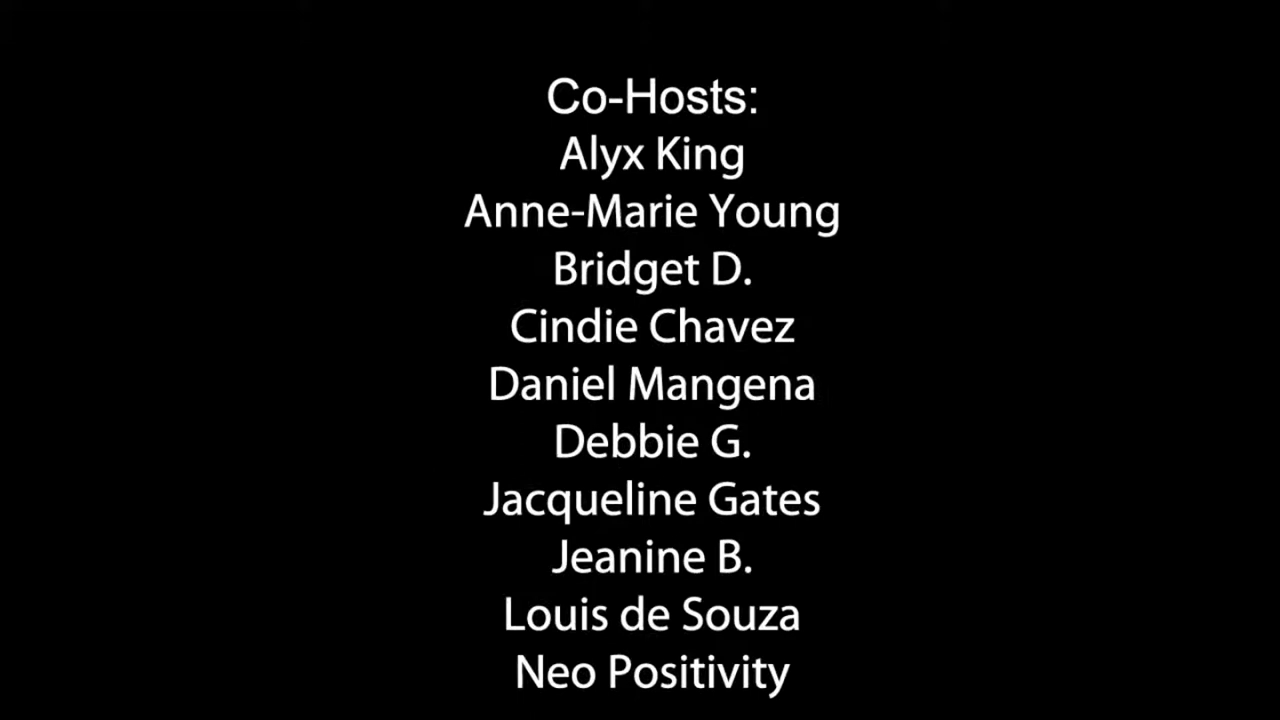 Co-Hosts:
Alyx King
Anne-Marie Young
Bridget D.
Cindie Chavez
Daniel Mangena
Debbie G.
Jacqueline Gates
Jeanine B.
Louis de Souza
Neo Positivity